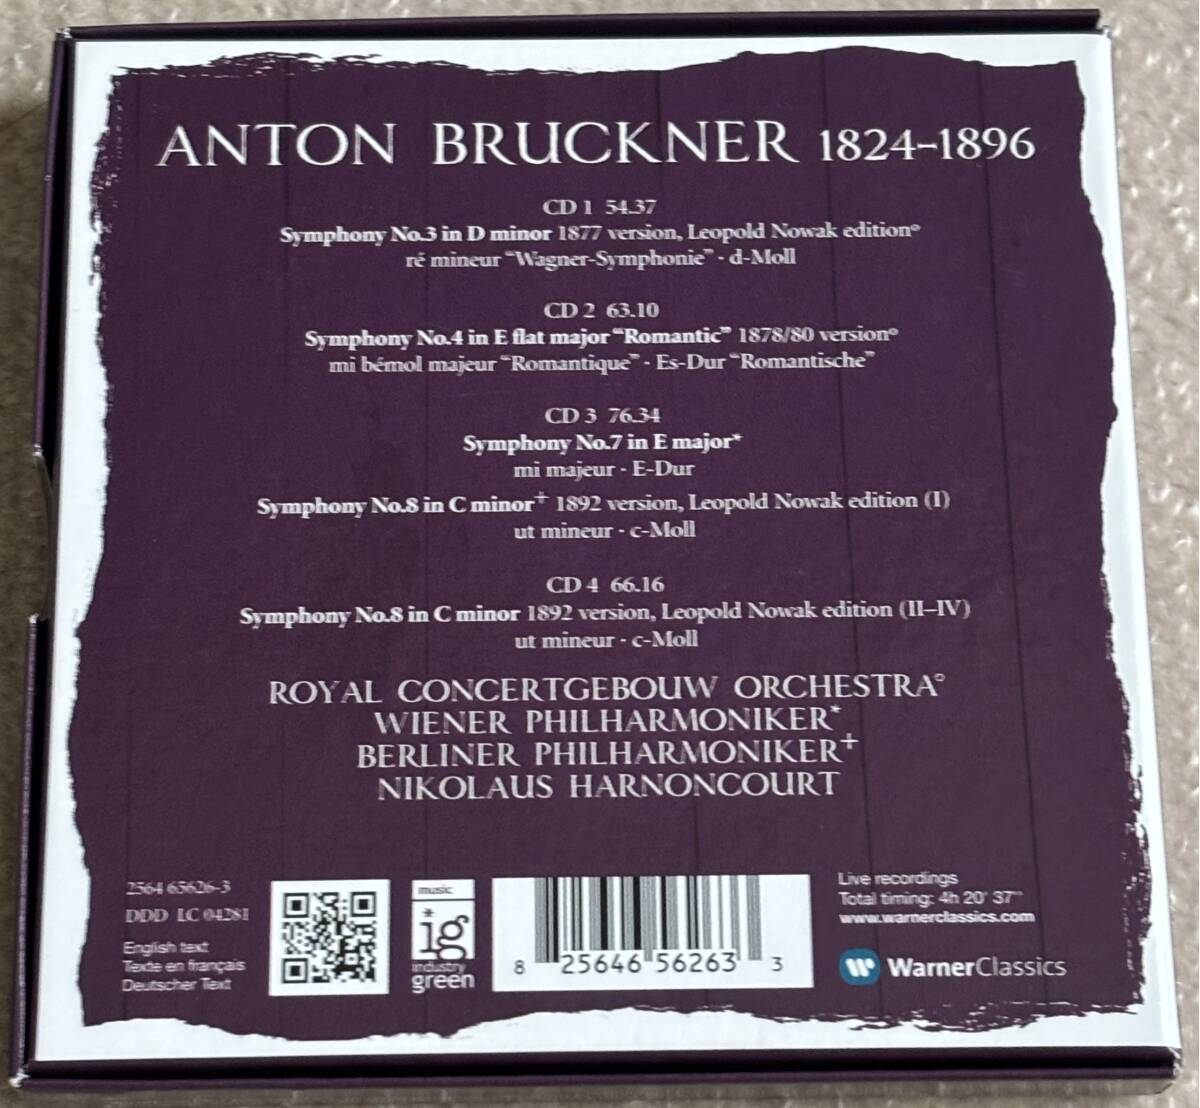 ANTON BRUCKNER 1824–1896
CD 1 54.37
Symphony No.3 in D minor 1877 version, Leopold Nowak edition°
ré mineur “Wagner-Symphonie” · d-Moll
CD 2 63.10
Symphony No.4 in E flat major “Romantic” 1878/80 version°
mi bémol majeur “Romantique” · Es-Dur “Romantische”
CD 3 76.34
Symphony No.7 in E major*
mi majeur · E-Dur
Symphony No.8 in C minor+ 1892 version, Leopold Nowak edition (I)
ut mineur · c-Moll
CD 4 66.16
Symphony No.8 in C minor 1892 version, Leopold Nowak edition (II–IV)
ut mineur · c-Moll
ROYAL CONCERTGEBOUW ORCHESTRA°
WIENER PHILHARMONIKER*
BERLINER PHILHARMONIKER+
NIKOLAUS HARNONCOURT
2564 65626-3
DDD LC 04281
English text
Texte en français
Deutscher Text
music
ig
industry
green
8 25646 56263 3
Live recordings
Total timing: 4h 20' 37"
www.warnerclassics.com
WarnerClassics